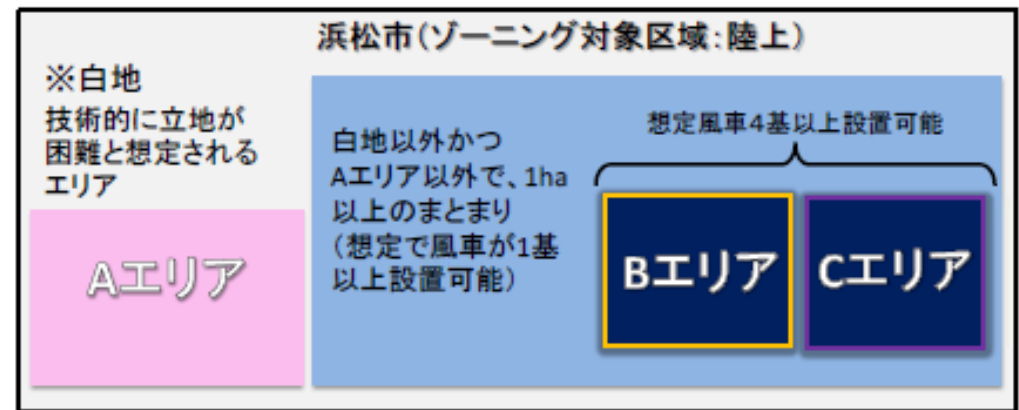 浜松市(ゾーニング対象区域:陸上)
※白地
技術的に立地が
困難と想定される
エリア
Aエリア
白地以外かつ
Aエリア以外で、1ha
以上のまとまり
(想定で風車が1基
以上設置可能)
想定風車4基以上設置可能
Bエリア
Cエリア